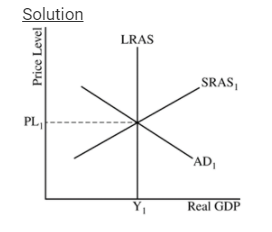 Solution
Price Level
LRAS
SRAS1
PL1
AD1
Y1
Real GDP